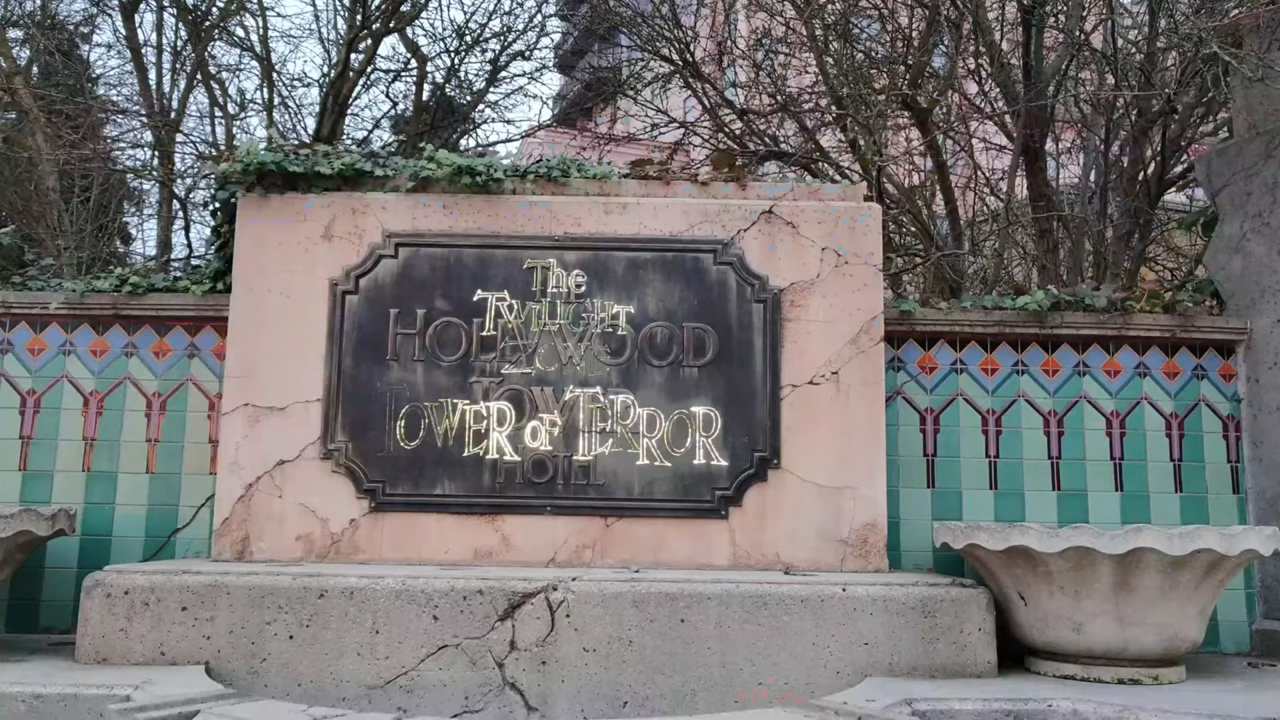 The
Twilight
Zone
HOLLYWOOD
TOWER
Tower of Terror
HOTEL